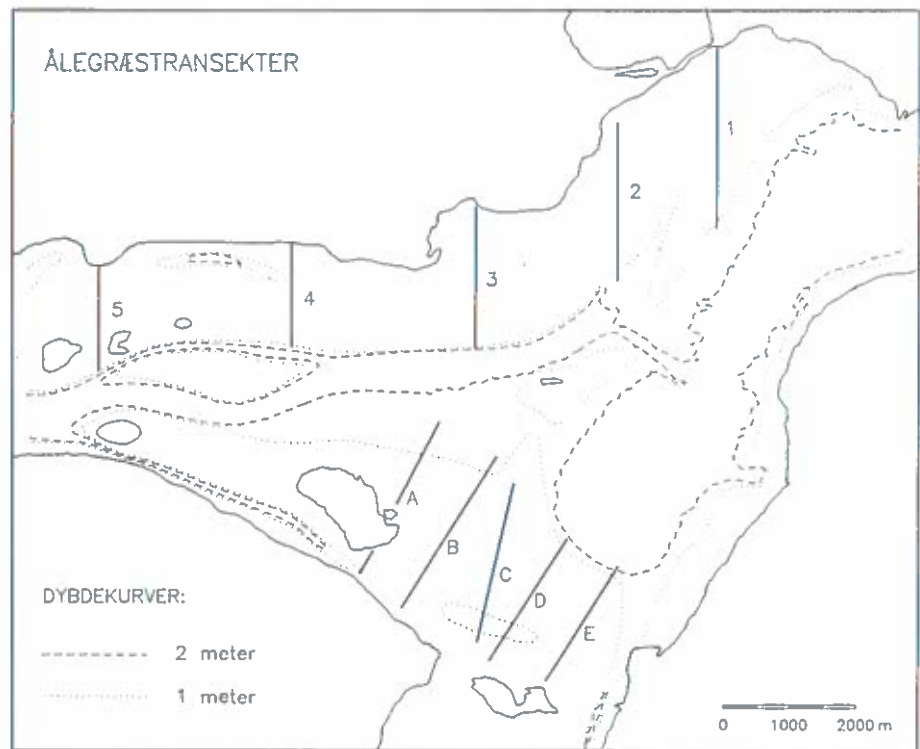 ÅLEGRÆSTRANSEKTER
1
2
3
4
5
A
B
C
D
E
DYBDEKURVER:
2 meter
1 meter
0 1000 2000 m